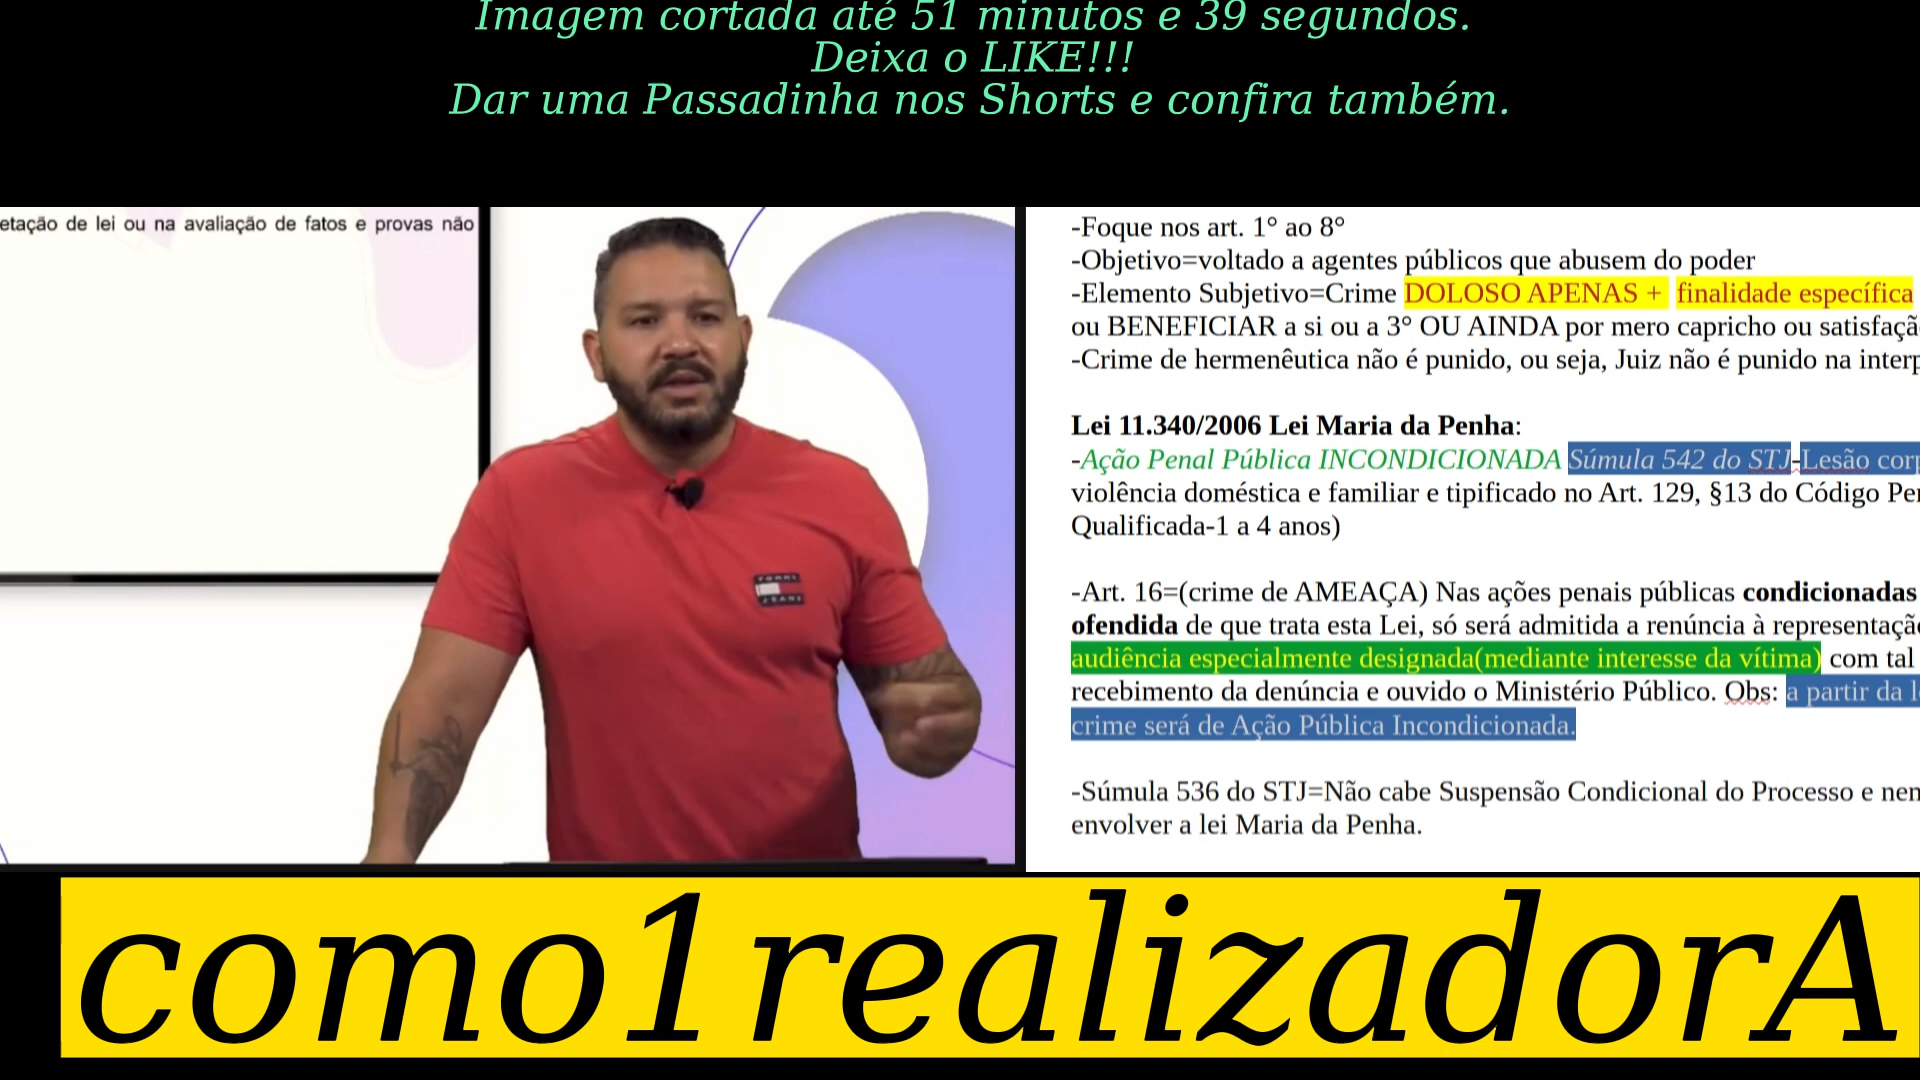 Imagem cortada até 51 minutos e 39 segundos.
Deixa o LIKE!!!
Dar uma Passadinha nos Shorts e confira também.
etação de lei ou na avaliação de fatos e provas não
TOMMY
JEANS
-Foque nos art. 1° ao 8°
-Objetivo=voltado a agentes públicos que abusem do poder
-Elemento Subjetivo=Crime DOLOSO APENAS + finalidade específica
ou BENEFICIAR a si ou a 3° OU AINDA por mero capricho ou satisfaçã
-Crime de hermenêutica não é punido, ou seja, Juiz não é punido na interp
Lei 11.340/2006 Lei Maria da Penha:
-Ação Penal Pública INCONDICIONADA Súmula 542 do STJ-Lesão corp
violência doméstica e familiar e tipificado no Art. 129, §13 do Código Pen
Qualificada-1 a 4 anos)
-Art. 16=(crime de AMEAÇA) Nas ações penais públicas condicionadas
ofendida de que trata esta Lei, só será admitida a renúncia à representaçã
audiência especialmente designada(mediante interesse da vítima) com tal
recebimento da denúncia e ouvido o Ministério Público. Obs: a partir da l
crime será de Ação Pública Incondicionada.
-Súmula 536 do STJ=Não cabe Suspensão Condicional do Processo e nem
envolver a lei Maria da Penha.
como1realizadorA